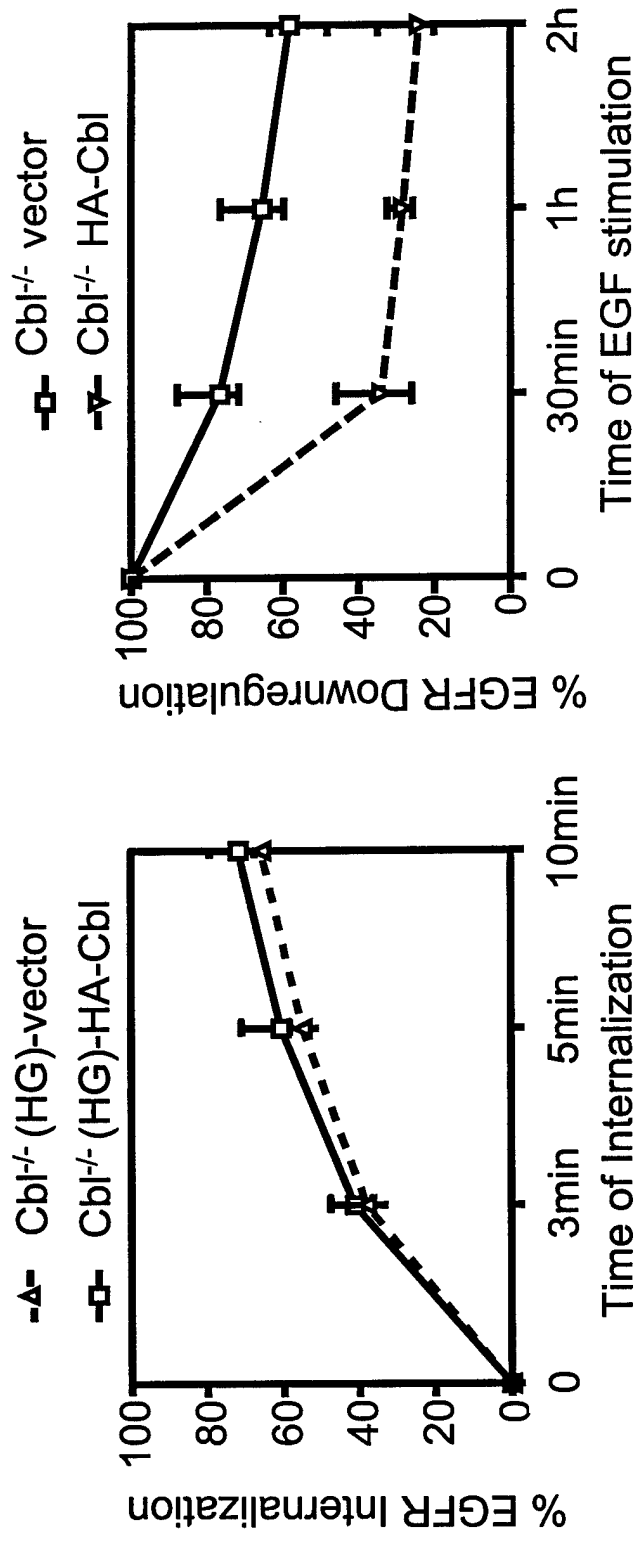 Cbl-/- (HG)-vector
Cbl-/- (HG)-HA-Cbl
% EGFR Internalization
100
80
60
40
20
0
0 3min 5min 10min
Time of Internalization
Cbl-/- vector
Cbl-/- HA-Cbl
% EGFR Downregulation
100
80
60
40
20
0
0 30min 1h 2h
Time of EGF stimulation